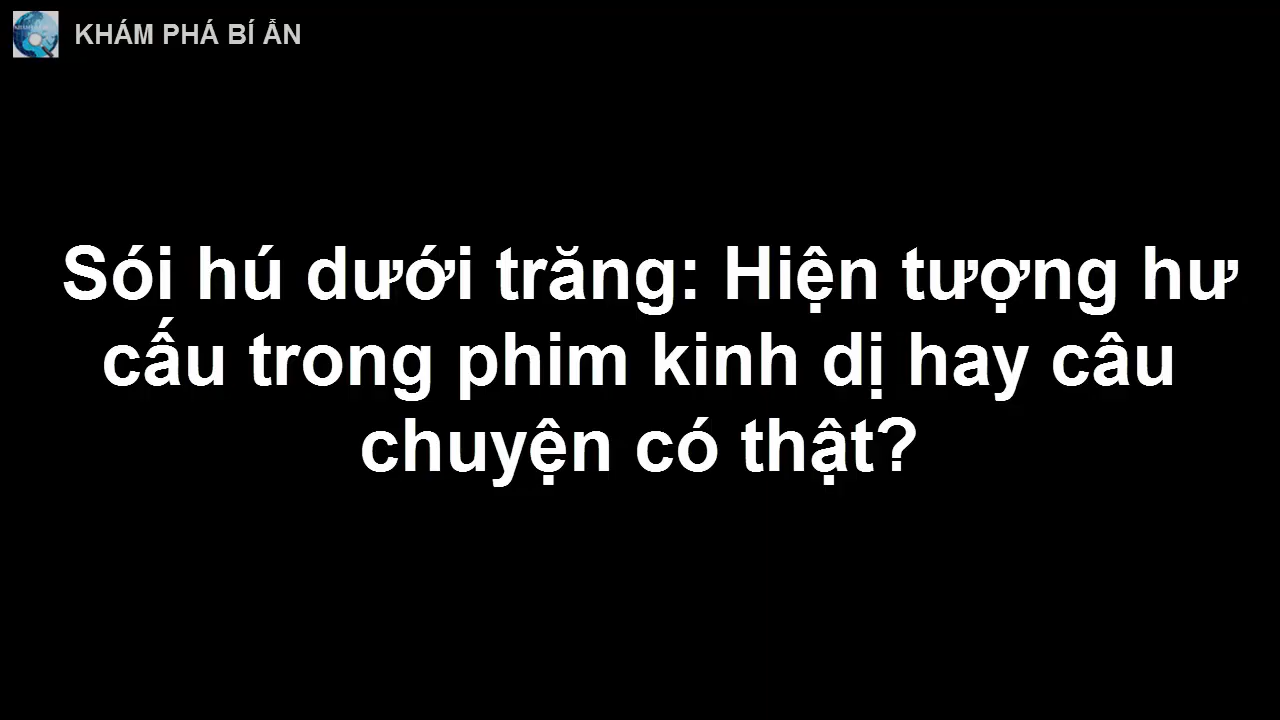 KHÁM PHÁ BÍ ẨN
Sói hú dưới trăng: Hiện tượng hư
cấu trong phim kinh dị hay câu
chuyện có thật?